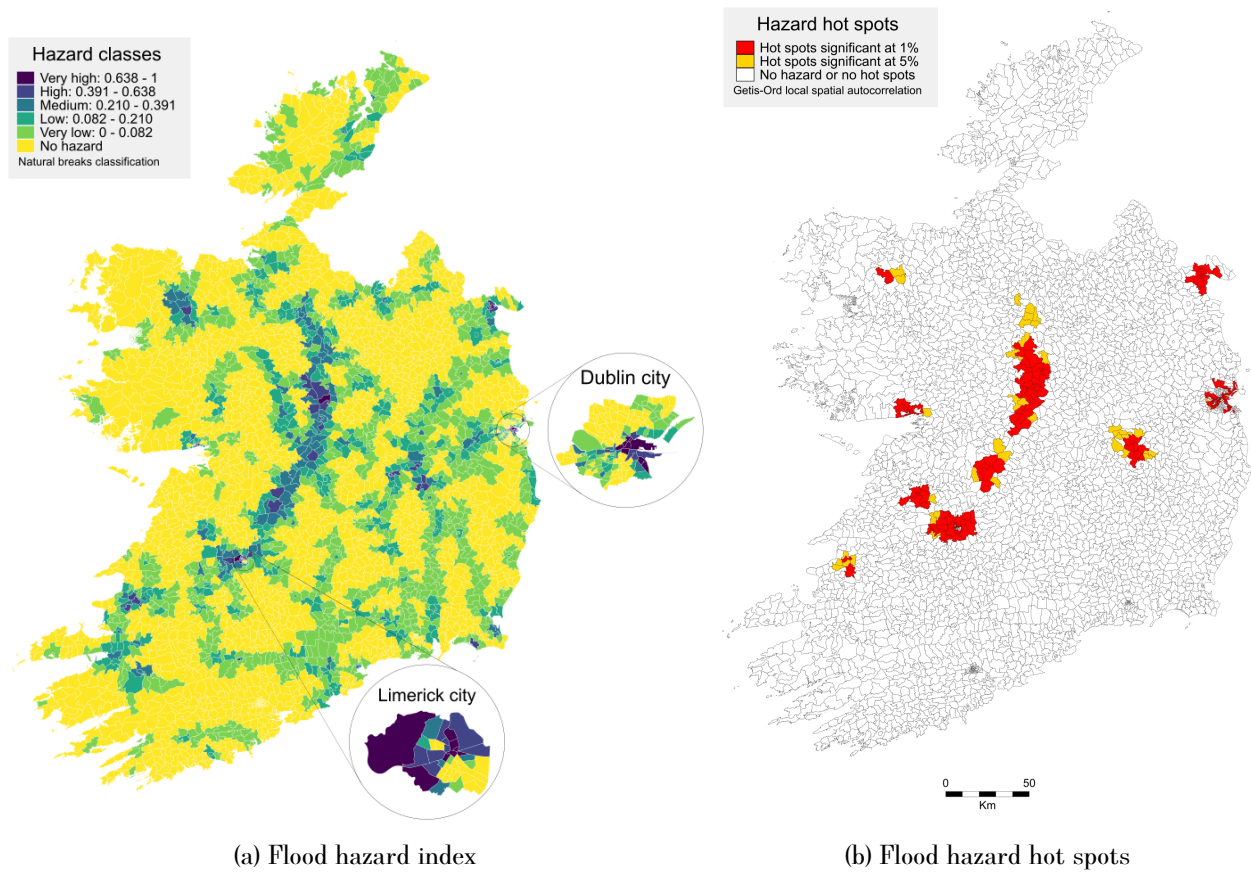 Hazard classes
Very high: 0.638 - 1
High: 0.391 - 0.638
Medium: 0.210 - 0.391
Low: 0.082 - 0.210
Very low: 0 - 0.082
No hazard
Natural breaks classification
Dublin city
Limerick city
(a) Flood hazard index
Hazard hot spots
Hot spots significant at 1%
Hot spots significant at 5%
No hazard or no hot spots
Getis-Ord local spatial autocorrelation
0 50
Km
(b) Flood hazard hot spots